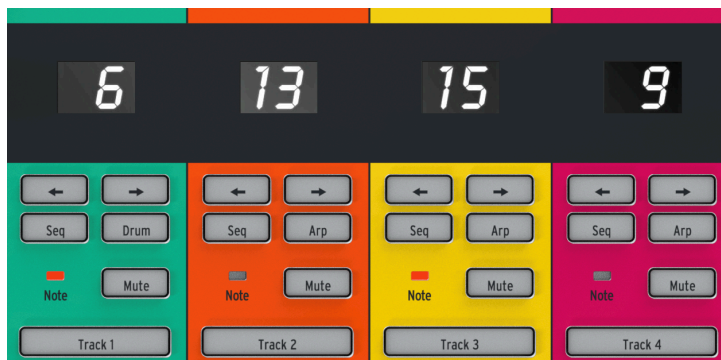 6 13 15 9
← → ← → ← → ← →
Seq Drum Seq Arp Seq Arp Seq Arp
Note Mute Note Mute Note Mute Note Mute
Track 1 Track 2 Track 3 Track 4